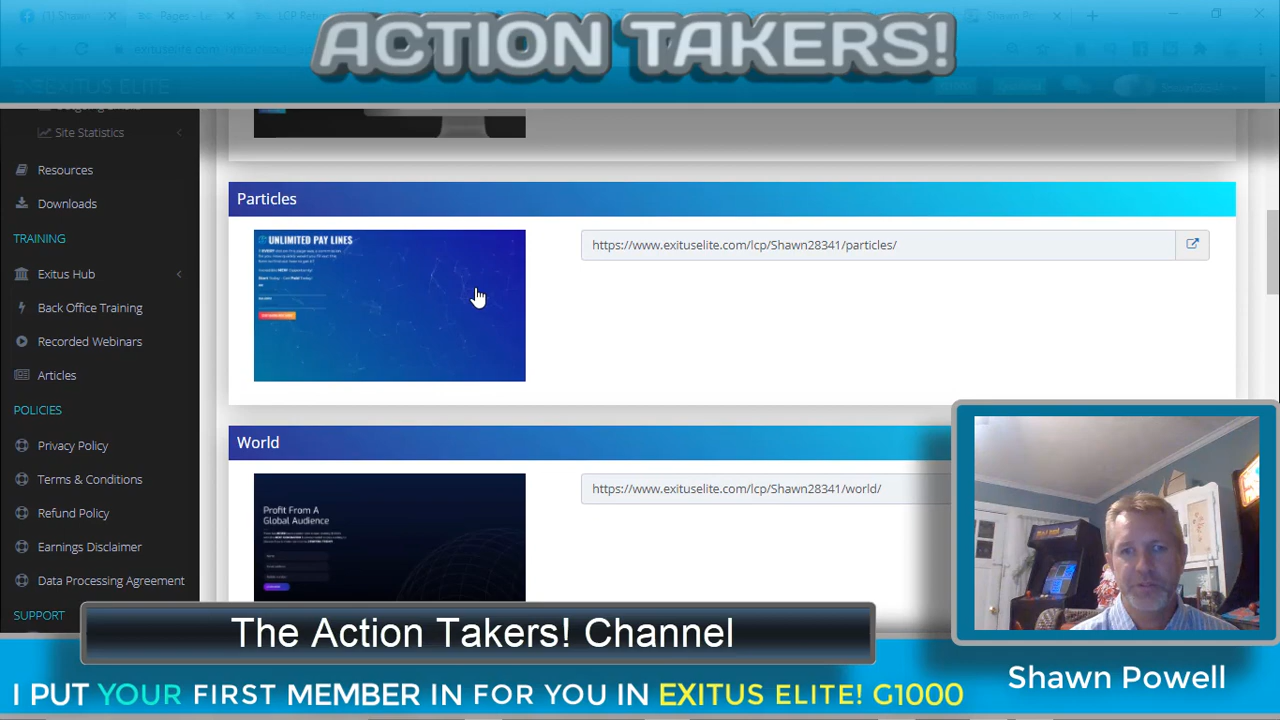 ACTION TAKERS!
EXITUS ELITE
Site Statistics
Resources
Downloads
TRAINING
Exitus Hub
Back Office Training
Recorded Webinars
Articles
POLICIES
Privacy Policy
Terms & Conditions
Refund Policy
Earnings Disclaimer
Data Processing Agreement
SUPPORT
Particles
UNLIMITED PAY LINES
https://www.exituselite.com/lcp/Shawn28341/particles/
World
Profit From A
Global Audience
https://www.exituselite.com/lcp/Shawn28341/world/
The Action Takers! Channel
Shawn Powell
I PUT YOUR FIRST MEMBER IN FOR YOU IN EXITUS ELITE! G1000